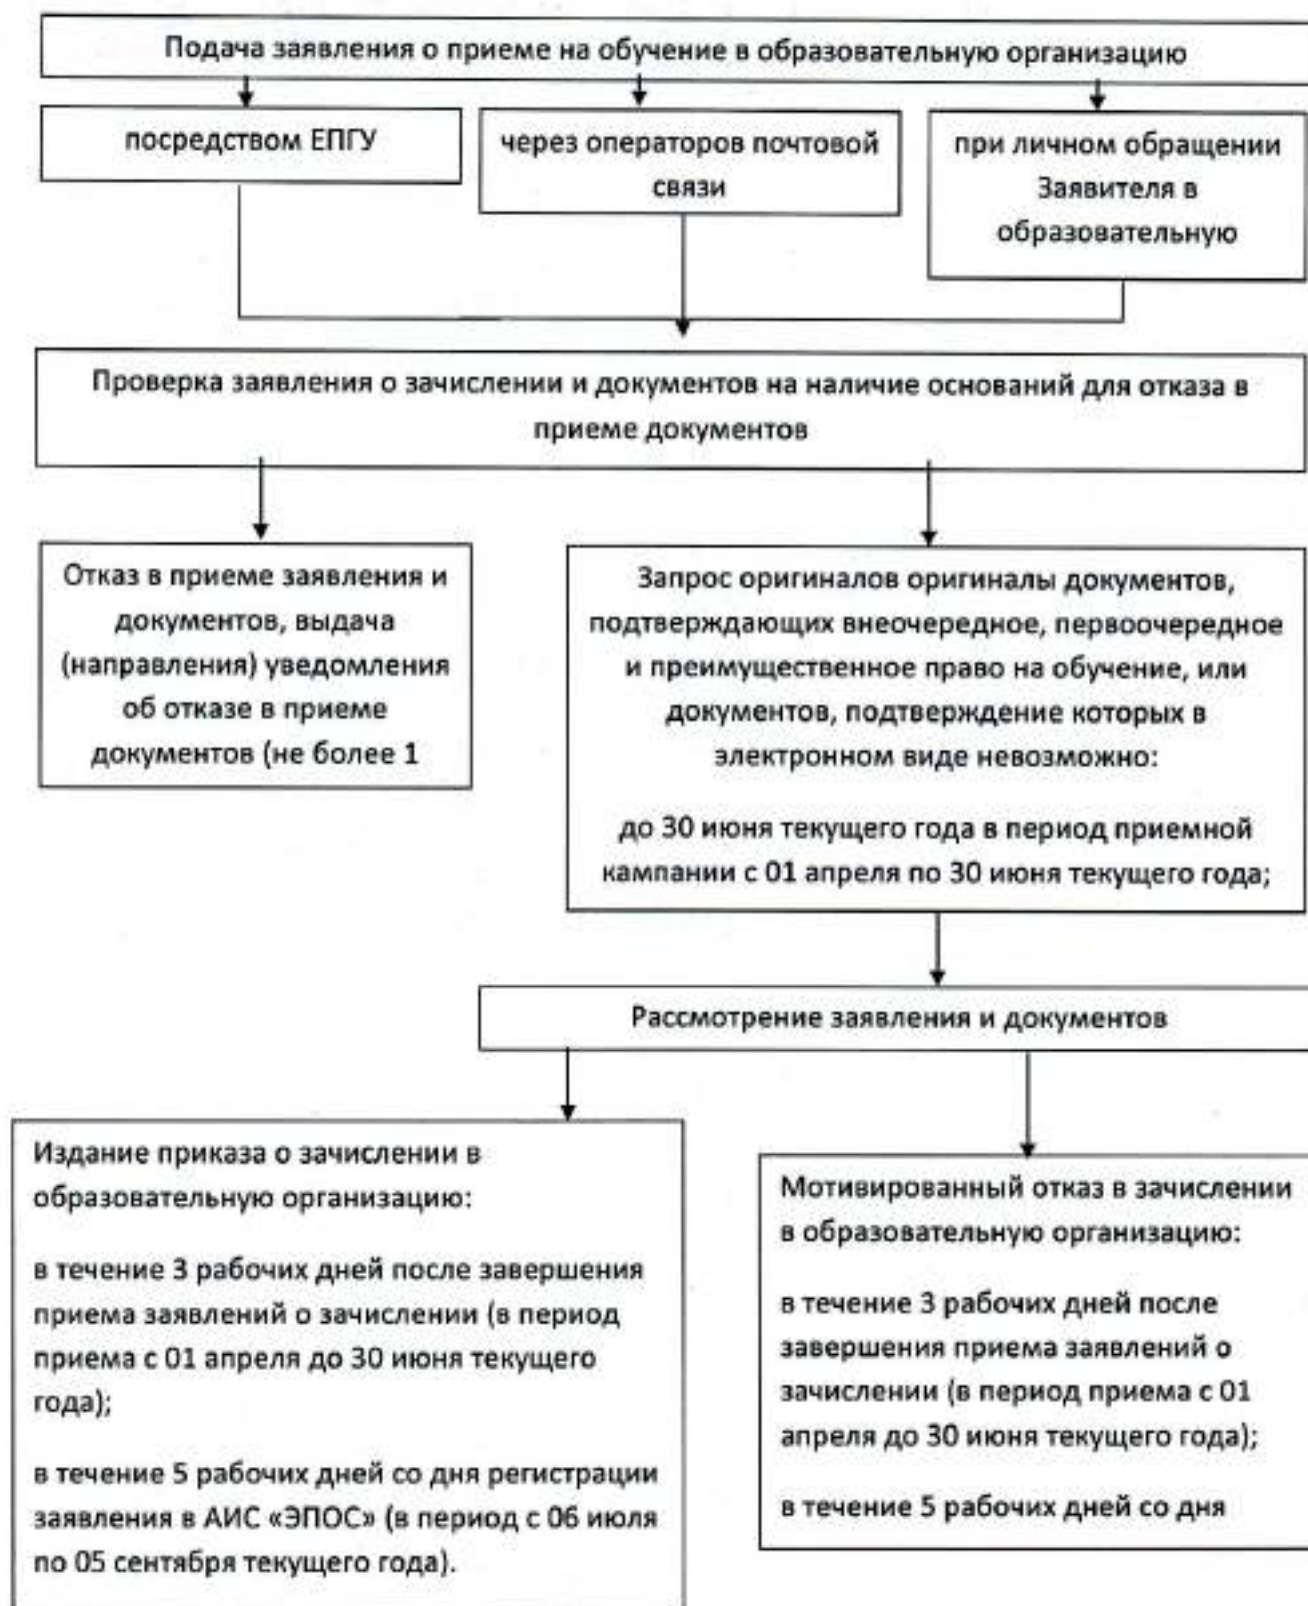 Подача заявления о приеме на обучение в образовательную организацию
посредством ЕПГУ
через операторов почтовой
связи
при личном обращении
Заявителя в
образовательную
Проверка заявления о зачислении и документов на наличие оснований для отказа в
приеме документов
Отказ в приеме заявления и
документов, выдача
(направления) уведомления
об отказе в приеме
документов (не более 1
Запрос оригиналов оригиналы документов,
подтверждающих внеочередное, первоочередное
и преимущественное право на обучение, или
документов, подтверждение которых в
электронном виде невозможно:
до 30 июня текущего года в период приемной
кампании с 01 апреля по 30 июня текущего года;
Рассмотрение заявления и документов
Издание приказа о зачислении в
образовательную организацию:
в течение 3 рабочих дней после завершения
приема заявлений о зачислении (в период
приема с 01 апреля до 30 июня текущего
года);
в течение 5 рабочих дней со дня регистрации
заявления в АИС «ЭПОС» (в период с 06 июля
по 05 сентября текущего года).
Мотивированный отказ в зачислении
в образовательную организацию:
в течение 3 рабочих дней после
завершения приема заявлений о
зачислении (в период приема с 01
апреля до 30 июня текущего года);
в течение 5 рабочих дней со дня